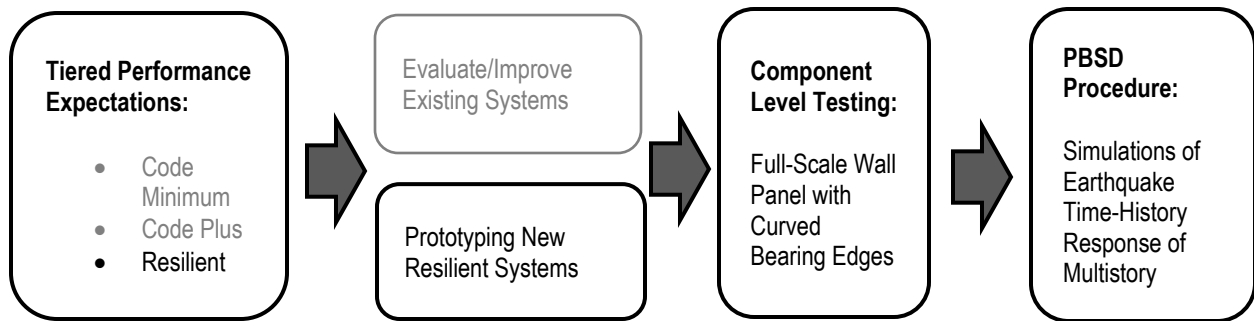 Tiered Performance
Expectations:
• Code
Minimum
• Code Plus
• Resilient
Evaluate/Improve
Existing Systems
Prototyping New
Resilient Systems
Component
Level Testing:
Full-Scale Wall
Panel with
Curved
Bearing Edges
PBSD
Procedure:
Simulations of
Earthquake
Time-History
Response of
Multistory